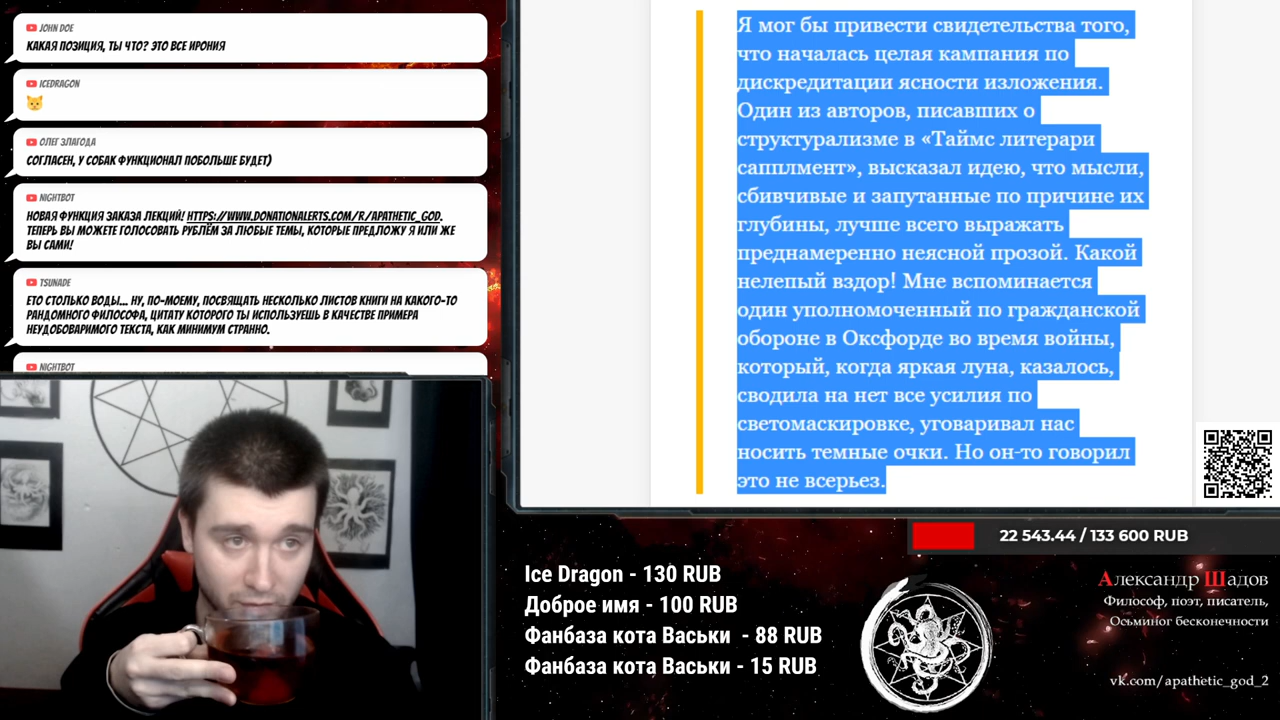 JOHN DOE
КАКАЯ ПОЗИЦИЯ, ТЫ ЧТО? ЭТО ВСЕ ИРОНИЯ
ICEDRAGON
ОЛЕГ ЗЛАГОДА
СОГЛАСЕН, У СОБАК ФУНКЦИОНАЛ ПОБОЛЬШЕ БУДЕТ)
NIGHTBOT
НОВАЯ ФУНКЦИЯ ЗАКАЗА ЛЕКЦИЙ! HTTPS://WWW.DONATIONALERTS.COM/R/APATHETIC_GOD.
ТЕПЕРЬ ВЫ МОЖЕТЕ ГОЛОСОВАТЬ РУБЛЁМ ЗА ЛЮБЫЕ ТЕМЫ, КОТОРЫЕ ПРЕДЛОЖУ Я ИЛИ ЖЕ
ВЫ САМИ!
TSUNADE
ЕТО СТОЛЬКО ВОДЫ... НУ, ПО-МОЕМУ, ПОСВЯЩАТЬ НЕСКОЛЬКО ЛИСТОВ КНИГИ НА КАКОГО-ТО
РАНДОМНОГО ФИЛОСОФА, ЦИТАТУ КОТОРОГО ТЫ ИСПОЛЬЗУЕШЬ В КАЧЕСТВЕ ПРИМЕРА
НЕУДОБОВАРИМОГО ТЕКСТА, КАК МИНИМУМ СТРАННО.
NIGHTBOT
Я мог бы привести свидетельства того,
что началась целая кампания по
дискредитации ясности изложения.
Один из авторов, писавших о
структурализме в «Таймс литерари
сапплмент», высказал идею, что мысли,
сбивчивые и запутанные по причине их
глубины, лучше всего выражать
преднамеренно неясной прозой. Какой
нелепый вздор! Мне вспоминается
один уполномоченный по гражданской
обороне в Оксфорде во время войны,
который, когда яркая луна, казалось,
сводила на нет все усилия по
светомаскировке, уговаривал нас
носить темные очки. Но он-то говорил
это не всерьез.
22 543.44 / 133 600 RUB
Ice Dragon - 130 RUB
Доброе имя - 100 RUB
Фанбаза кота Васьки - 88 RUB
Фанбаза кота Васьки - 15 RUB
Александр Шадов
Философ, поэт, писатель,
Осьминог бесконечности
vk.com/apathetic_god_2